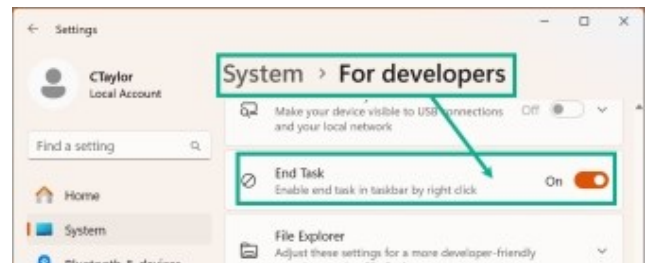 Settings
CTaylor
Local Account
Find a setting
Home
System
Bluetooth & devices
System > For developers
Make your device visible to USB connections
and your local network
Off
End Task
Enable end task in taskbar by right click
On
File Explorer
Adjust these settings for a more developer-friendly